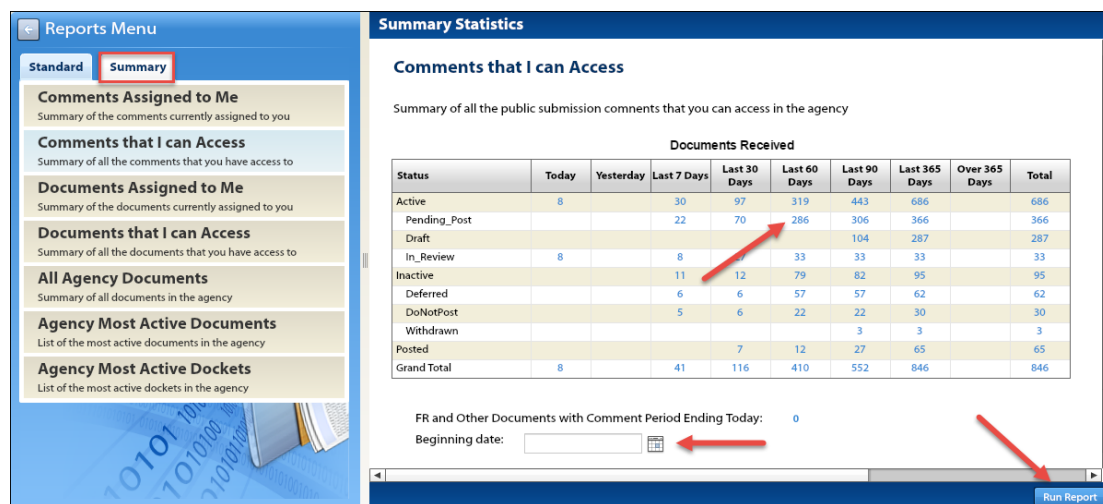 Reports Menu
Standard Summary
Comments Assigned to Me
Summary of the comments currently assigned to you
Comments that I can Access
Summary of all the comments that you have access to
Documents Assigned to Me
Summary of the documents currently assigned to you
Documents that I can Access
Summary of all the documents that you have access to
All Agency Documents
Summary of all documents in the agency
Agency Most Active Documents
List of the most active documents in the agency
Agency Most Active Dockets
List of the most active dockets in the agency
Summary Statistics
Comments that I can Access
Summary of all the public submission comnents that you can access in the agency
Documents Received
Status Today Yesterday Last 7 Days Last 30 Days Last 60 Days Last 90 Days Last 365 Days Over 365 Days Total
Active 8 30 97 319 443 686 686
Pending_Post 22 70 286 306 366 366
Draft 104 287 287
In_Review 8 8 33 33 33 33
Inactive 11 12 79 82 95 95
Deferred 6 6 57 57 62 62
DoNotPost 5 6 22 22 30 30
Withdrawn 3 3 3
Posted 7 12 27 65 65
Grand Total 8 41 116 410 552 846 846
FR and Other Documents with Comment Period Ending Today: 0
Beginning date:
Run Report